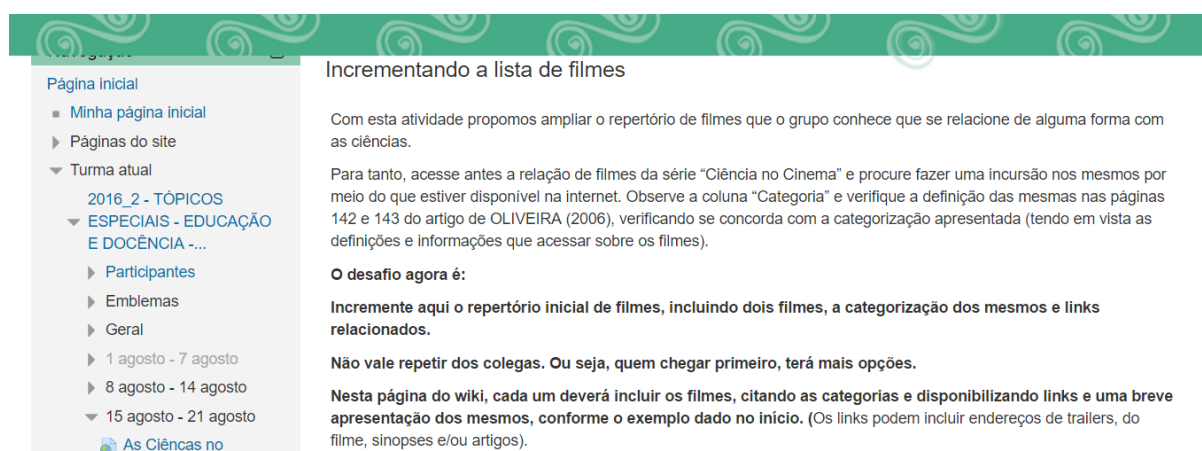 Página inicial
Minha página inicial
Páginas do site
Turma atual
2016_2 - TÓPICOS
ESPECIAIS - EDUCAÇÃO
E DOCÊNCIA -...
Participantes
Emblemas
Geral
1 agosto - 7 agosto
8 agosto - 14 agosto
15 agosto - 21 agosto
As Ciêncas no
Incrementando a lista de filmes
Com esta atividade propomos ampliar o repertório de filmes que o grupo conhece que se relacione de alguma forma com
as ciências.
Para tanto, acesse antes a relação de filmes da série “Ciência no Cinema” e procure fazer uma incursão nos mesmos por
meio do que estiver disponível na internet. Observe a coluna “Categoria” e verifique a definição das mesmas nas páginas
142 e 143 do artigo de OLIVEIRA (2006), verificando se concorda com a categorização apresentada (tendo em vista as
definições e informações que acessar sobre os filmes).
O desafio agora é:
Incremente aqui o repertório inicial de filmes, incluindo dois filmes, a categorização dos mesmos e links
relacionados.
Não vale repetir dos colegas. Ou seja, quem chegar primeiro, terá mais opções.
Nesta página do wiki, cada um deverá incluir os filmes, citando as categorias e disponibilizando links e uma breve
apresentação dos mesmos, conforme o exemplo dado no início. (Os links podem incluir endereços de trailers, do
filme, sinopses e/ou artigos).